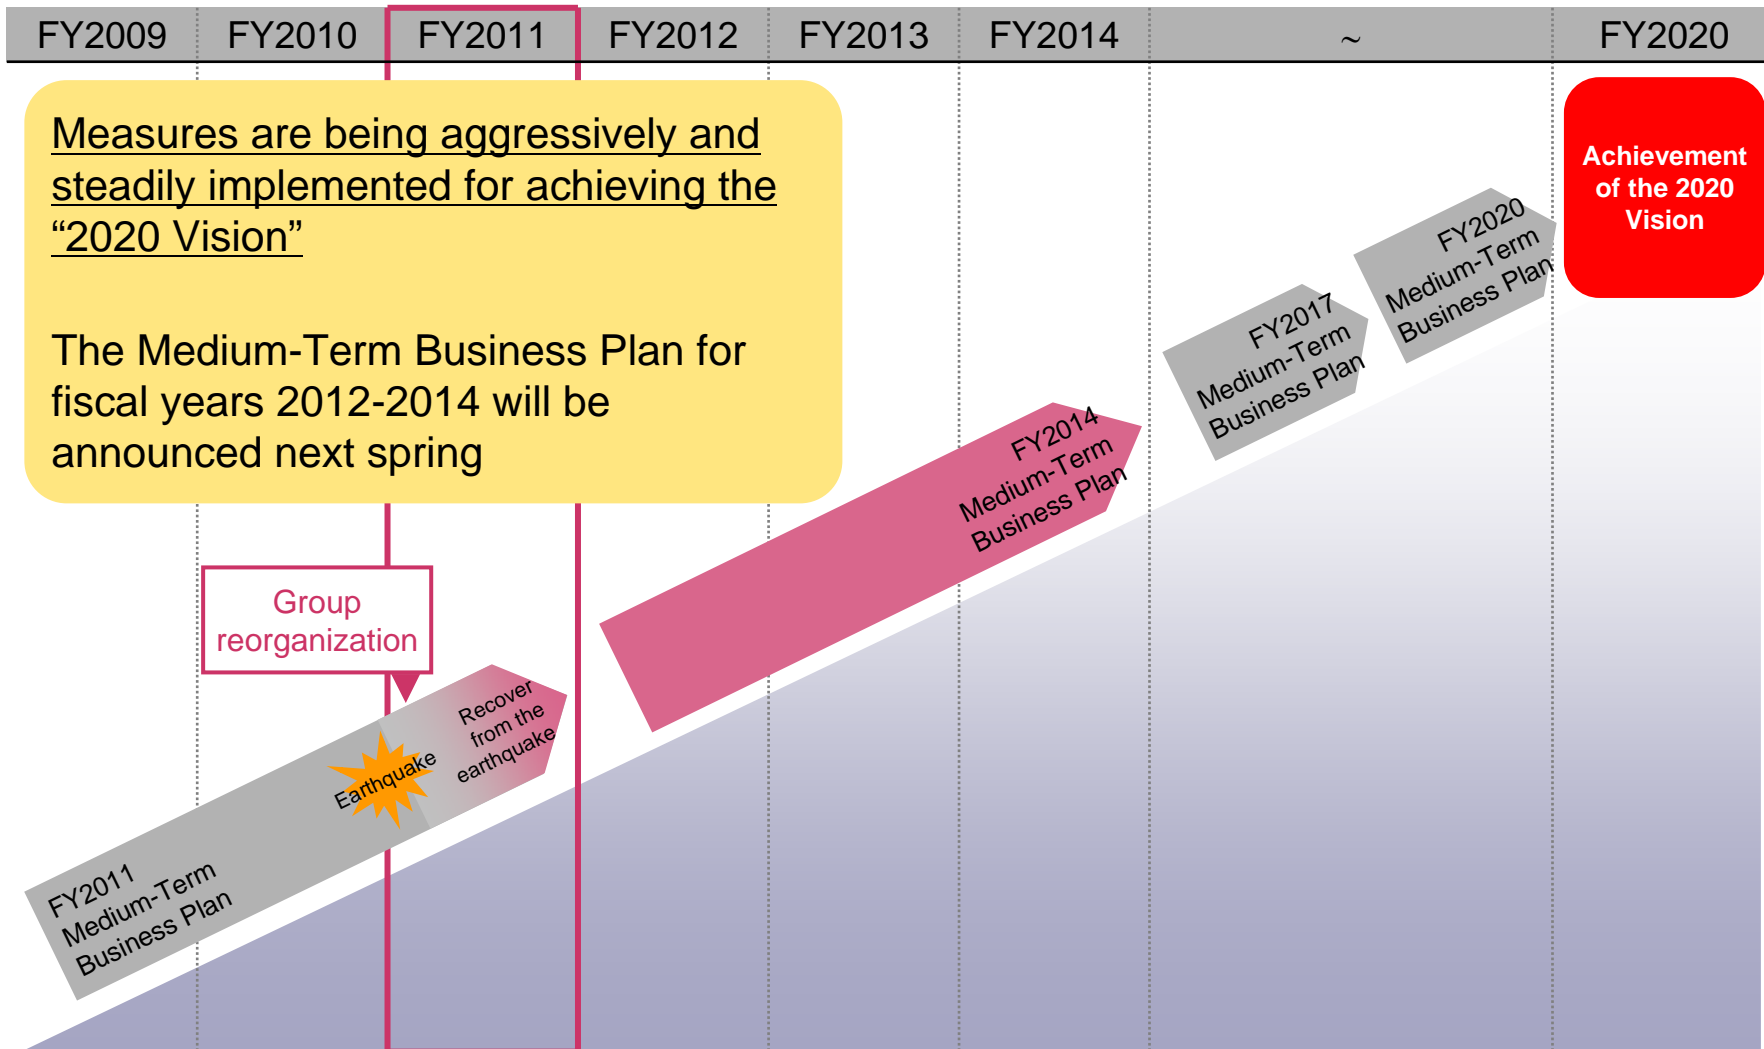 FY2009 FY2010 FY2011 FY2012 FY2013 FY2014 ~ FY2020
Measures are being aggressively and
steadily implemented for achieving the
“2020 Vision”
The Medium-Term Business Plan for
fiscal years 2012-2014 will be
announced next spring
Achievement
of the 2020
Vision
FY2020
Medium-Term
Business Plan
FY2017
Medium-Term
Business Plan
FY2014
Medium-Term
Business Plan
Group
reorganization
Recover
from the
earthquake
Earthquake
FY2011
Medium-Term
Business Plan